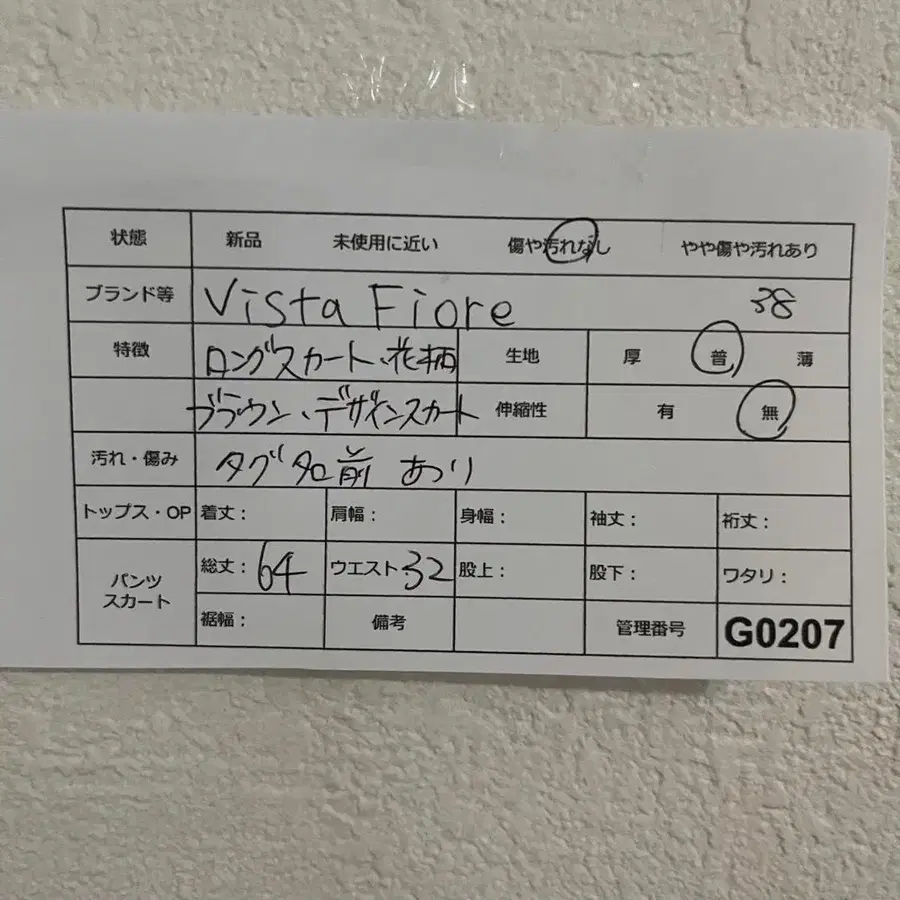 状態 新品 未使用に近い 傷や汚れなし やや傷や汚れあり
ブランド等 Vista Fiore 38
特徴 ロングスカート、花柄 生地 厚 普 薄
ブラウン、デザインスカート 伸縮性 有 無
汚れ・傷み タグ名前 あり
トップス・OP 着丈: 肩幅: 身幅: 袖丈: 裄丈:
パンツ スカート 総丈: 64 ウエスト 32 股上: 股下: ワタリ:
裾幅: 備考 管理番号 G0207